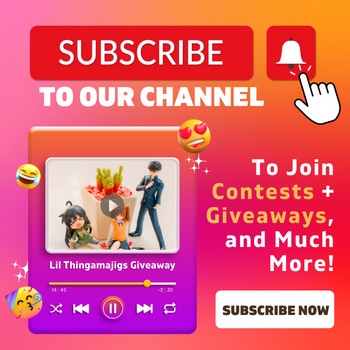 SUBSCRIBE
TO OUR CHANNEL
To Join
Contests +
Giveaways,
and Much
More!
Lil Thingamajigs Giveaway
14:45
-2:30
SUBSCRIBE NOW